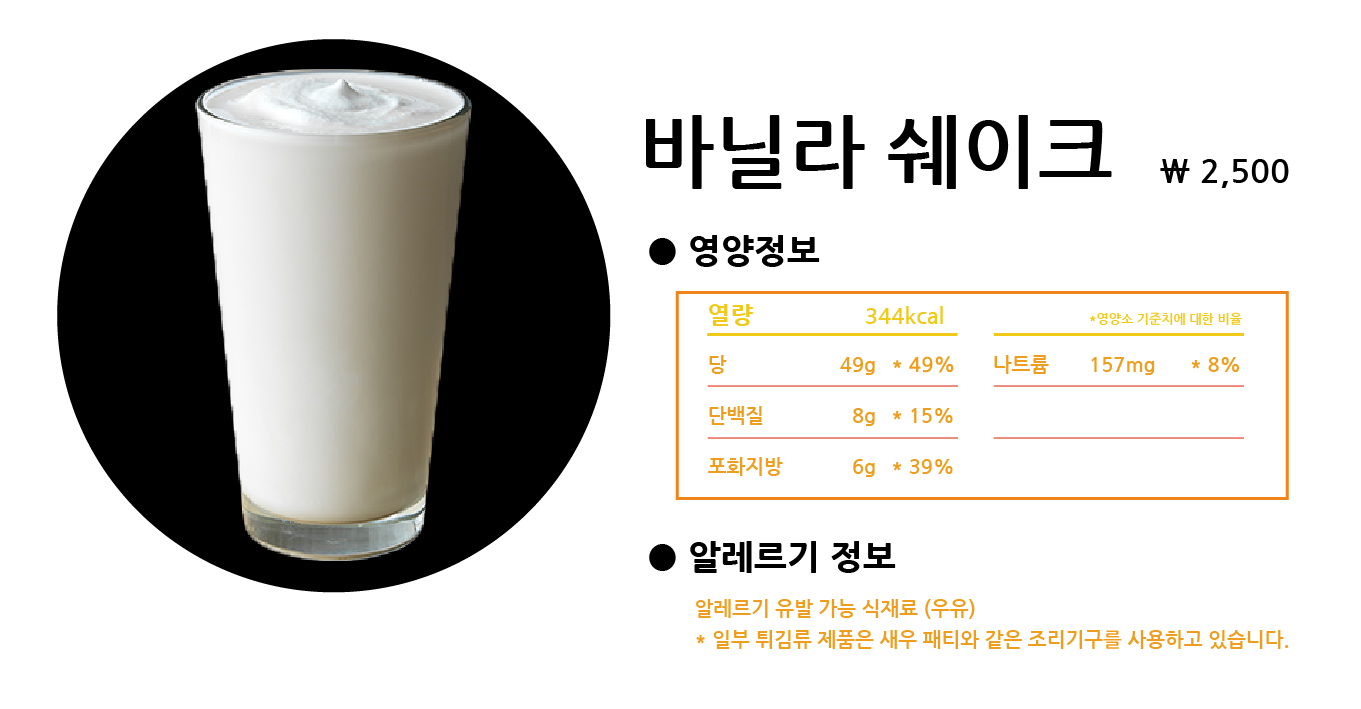 바닐라 쉐이크 ₩ 2,500
● 영양정보
열량 344kcal *영양소 기준치에 대한 비율
당 49g * 49% 나트륨 157mg * 8%
단백질 8g * 15%
포화지방 6g * 39%
● 알레르기 정보
알레르기 유발 가능 식재료 (우유)
* 일부 튀김류 제품은 새우 패티와 같은 조리기구를 사용하고 있습니다.